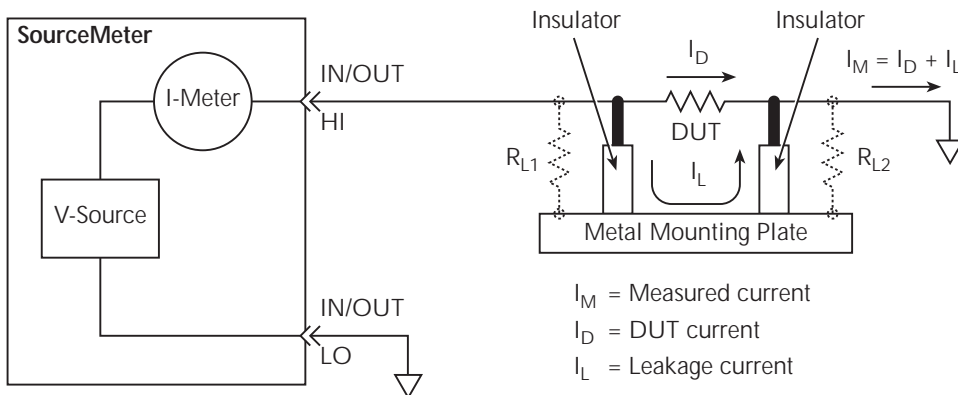 SourceMeter
I-Meter
V-Source
IN/OUT
HI
IN/OUT
LO
Insulator
Insulator
I_D
I_M = I_D + I_L
DUT
R_L1
I_L
R_L2
Metal Mounting Plate
I_M = Measured current
I_D = DUT current
I_L = Leakage current